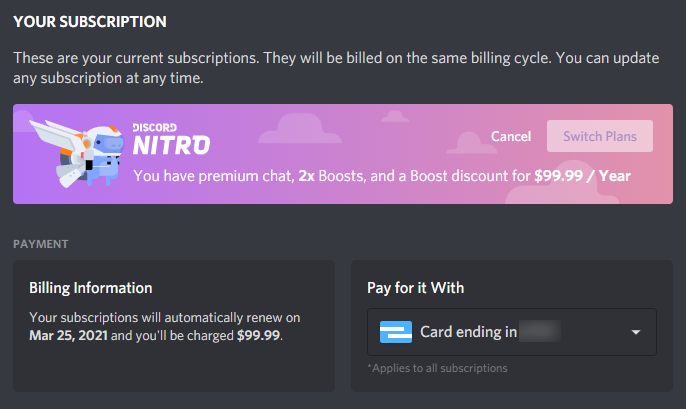 YOUR SUBSCRIPTION
These are your current subscriptions. They will be billed on the same billing cycle. You can update
any subscription at any time.
DISCORD
NITRO
Cancel
Switch Plans
You have premium chat, 2x Boosts, and a Boost discount for $99.99 / Year
PAYMENT
Billing Information
Your subscriptions will automatically renew on
Mar 25, 2021 and you'll be charged $99.99.
Pay for it With
Card ending in
*Applies to all subscriptions